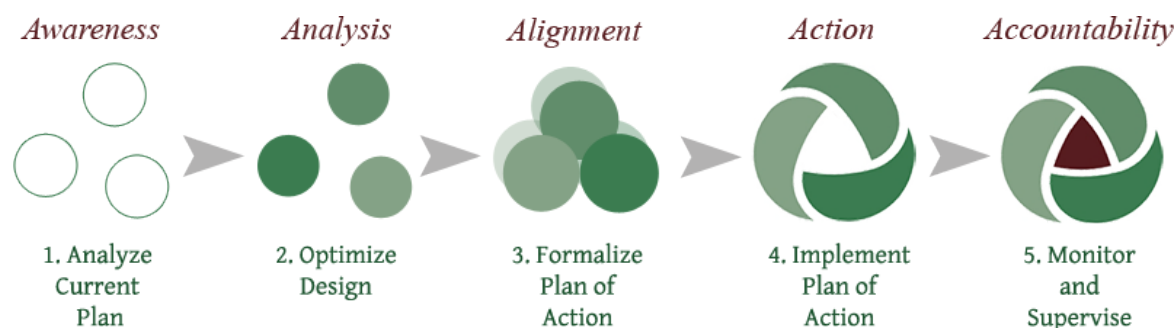 Awareness
Analysis
Alignment
Action
Accountability
1. Analyze
Current
Plan
2. Optimize
Design
3. Formalize
Plan of
Action
4. Implement
Plan of
Action
5. Monitor
and
Supervise